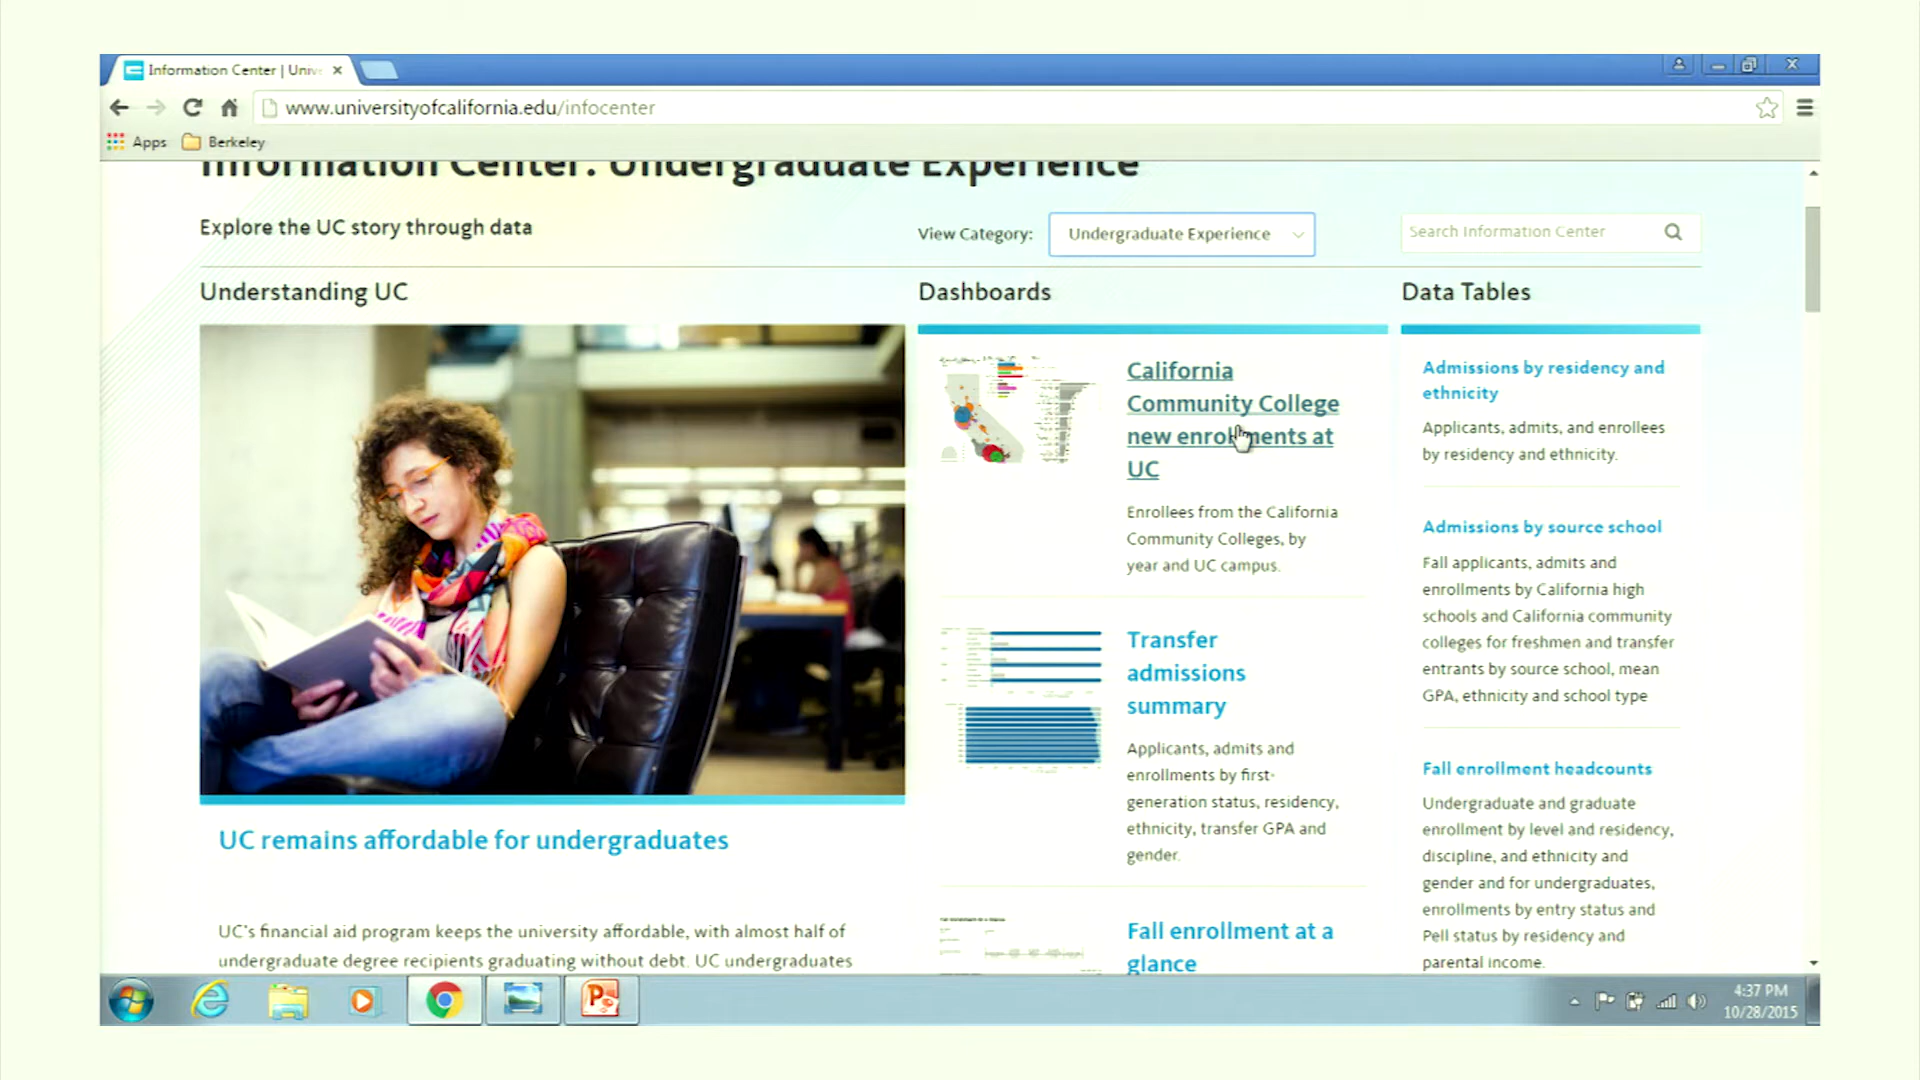 Information Center | Unive
www.universityofcalifornia.edu/infocenter
Apps
Berkeley
Information Center: Undergraduate Experience
Explore the UC story through data
View Category:
Undergraduate Experience
Search Information Center
Understanding UC
UC remains affordable for undergraduates
UC's financial aid program keeps the university affordable, with almost half of
undergraduate degree recipients graduating without debt. UC undergraduates
Dashboards
California
Community College
new enrollments at
UC
Enrollees from the California
Community Colleges, by
year and UC campus.
Transfer
admissions
summary
Applicants, admits and
enrollments by first-
generation status, residency,
ethnicity, transfer GPA and
gender.
Fall enrollment at a
glance
Data Tables
Admissions by residency and
ethnicity
Applicants, admits, and enrollees
by residency and ethnicity.
Admissions by source school
Fall applicants, admits and
enrollments by California high
schools and California community
colleges for freshmen and transfer
entrants by source school, mean
GPA, ethnicity and school type
Fall enrollment headcounts
Undergraduate and graduate
enrollment by level and residency,
discipline, and ethnicity and
gender and for undergraduates,
enrollments by entry status and
Pell status by residency and
parental income.
4:37 PM
10/28/2015